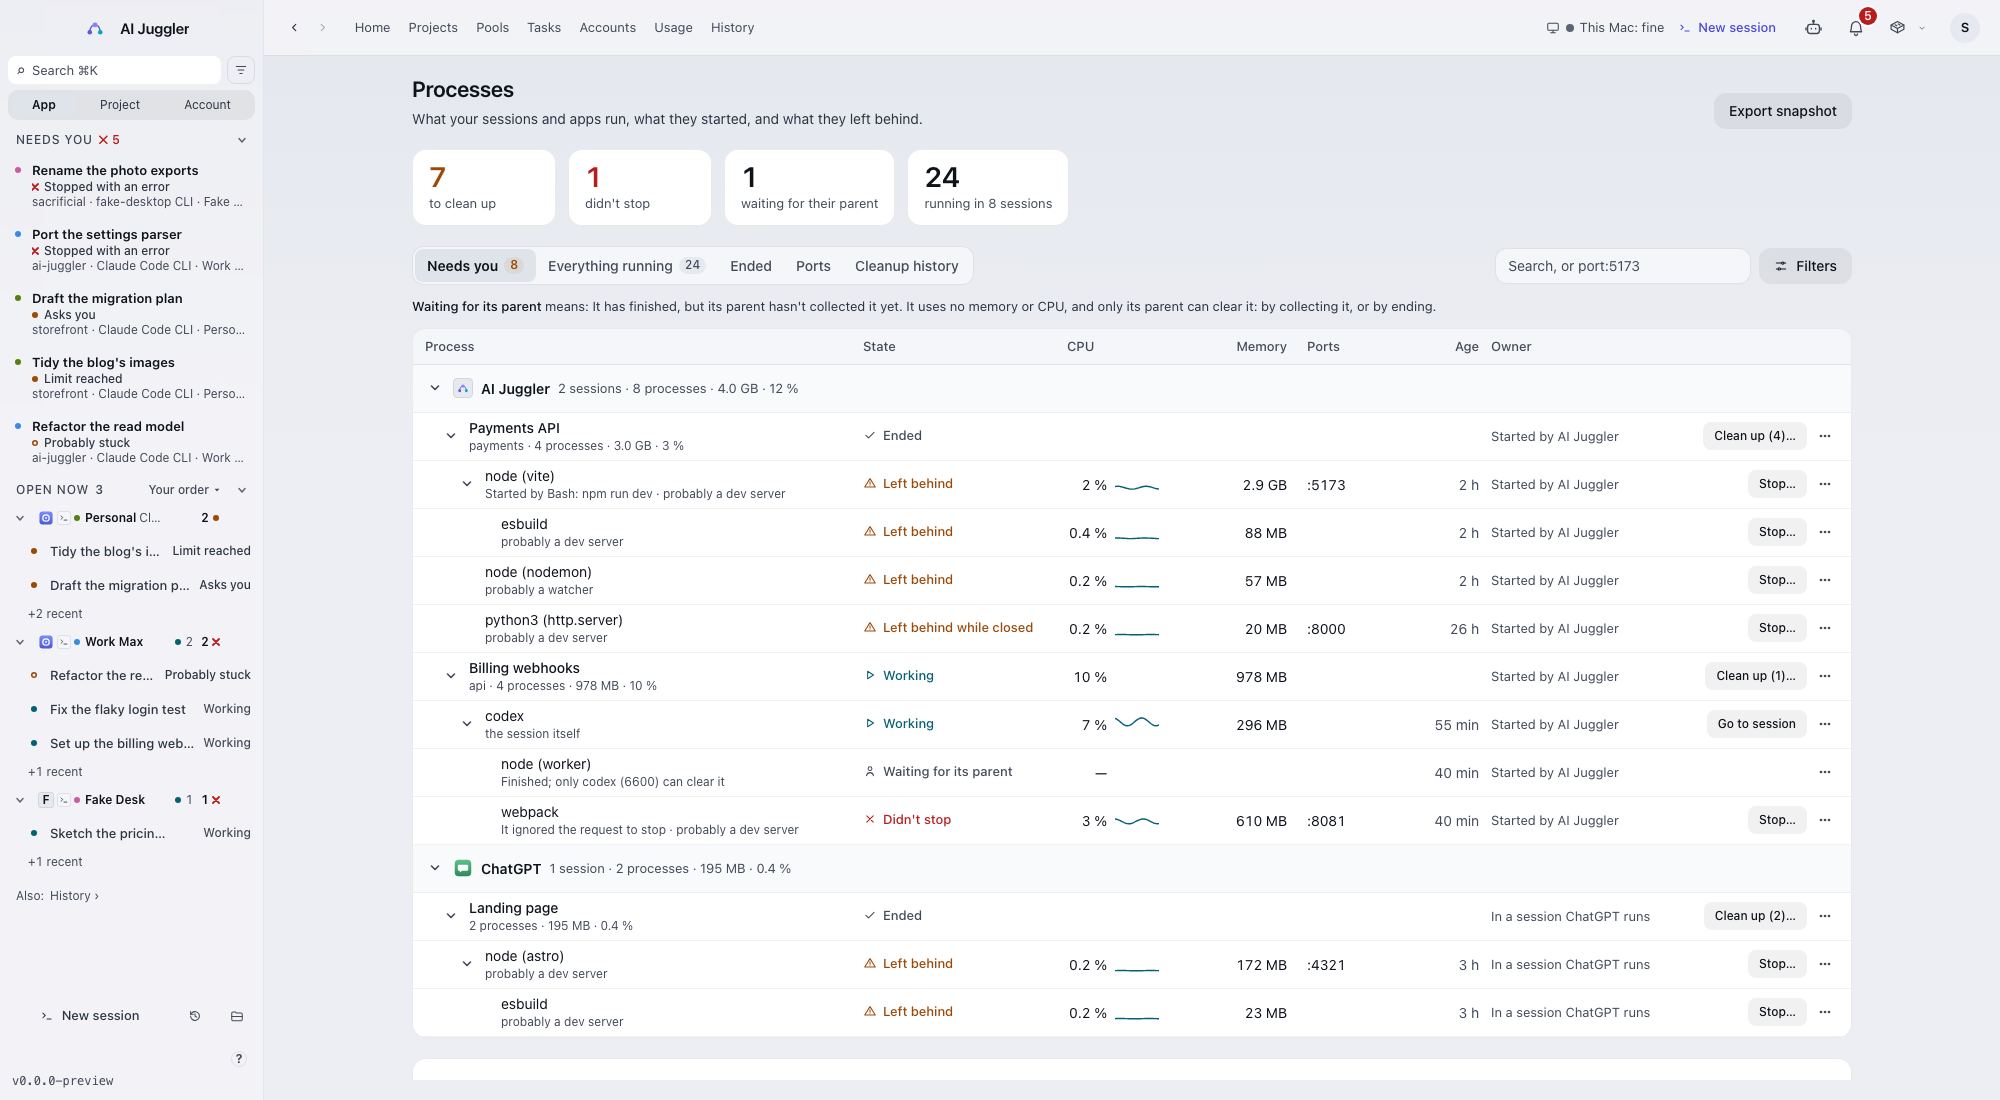 AI Juggler
Search ⌘K
App Project Account
NEEDS YOU 5
Rename the photo exports
Stopped with an error
sacrificial · fake-desktop CLI · Fake ...
Port the settings parser
Stopped with an error
ai-juggler · Claude Code CLI · Work ...
Draft the migration plan
Asks you
storefront · Claude Code CLI · Perso...
Tidy the blog's images
Limit reached
storefront · Claude Code CLI · Perso...
Refactor the read model
Probably stuck
ai-juggler · Claude Code CLI · Work ...
OPEN NOW 3 Your order
Personal Cl... 2
Tidy the blog's i... Limit reached
Draft the migration p... Asks you
+2 recent
Work Max 2 2
Refactor the re... Probably stuck
Fix the flaky login test Working
Set up the billing web... Working
+1 recent
F Fake Desk 1 1
Sketch the pricin... Working
+1 recent
Also: History ›
New session
?
v0.0.0-preview
Home Projects Pools Tasks Accounts Usage History
This Mac: fine New session 5 S
Processes
What your sessions and apps run, what they started, and what they left behind.
Export snapshot
7 to clean up
1 didn't stop
1 waiting for their parent
24 running in 8 sessions
Needs you 8 Everything running 24 Ended Ports Cleanup history
Search, or port:5173 Filters
Waiting for its parent means: It has finished, but its parent hasn't collected it yet. It uses no memory or CPU, and only its parent can clear it: by collecting it, or by ending.
Process State CPU Memory Ports Age Owner
AI Juggler 2 sessions · 8 processes · 4.0 GB · 12 %
Payments API Ended Started by AI Juggler Clean up (4)... ...
payments · 4 processes · 3.0 GB · 3 %
node (vite) Left behind 2 % 2.9 GB :5173 2 h Started by AI Juggler Stop... ...
Started by Bash: npm run dev · probably a dev server
esbuild Left behind 0.4 % 88 MB 2 h Started by AI Juggler Stop... ...
probably a dev server
node (nodemon) Left behind 0.2 % 57 MB 2 h Started by AI Juggler Stop... ...
probably a watcher
python3 (http.server) Left behind while closed 0.2 % 20 MB :8000 26 h Started by AI Juggler Stop... ...
probably a dev server
Billing webhooks Working 10 % 978 MB Started by AI Juggler Clean up (1)... ...
api · 4 processes · 978 MB · 10 %
codex Working 7 % 296 MB 55 min Started by AI Juggler Go to session ...
the session itself
node (worker) Waiting for its parent — 40 min Started by AI Juggler ...
Finished; only codex (6600) can clear it
webpack Didn't stop 3 % 610 MB :8081 40 min Started by AI Juggler Stop... ...
It ignored the request to stop · probably a dev server
ChatGPT 1 session · 2 processes · 195 MB · 0.4 %
Landing page Ended In a session ChatGPT runs Clean up (2)... ...
2 processes · 195 MB · 0.4 %
node (astro) Left behind 0.2 % 172 MB :4321 3 h In a session ChatGPT runs Stop... ...
probably a dev server
esbuild Left behind 0.2 % 23 MB 3 h In a session ChatGPT runs Stop... ...
probably a dev server